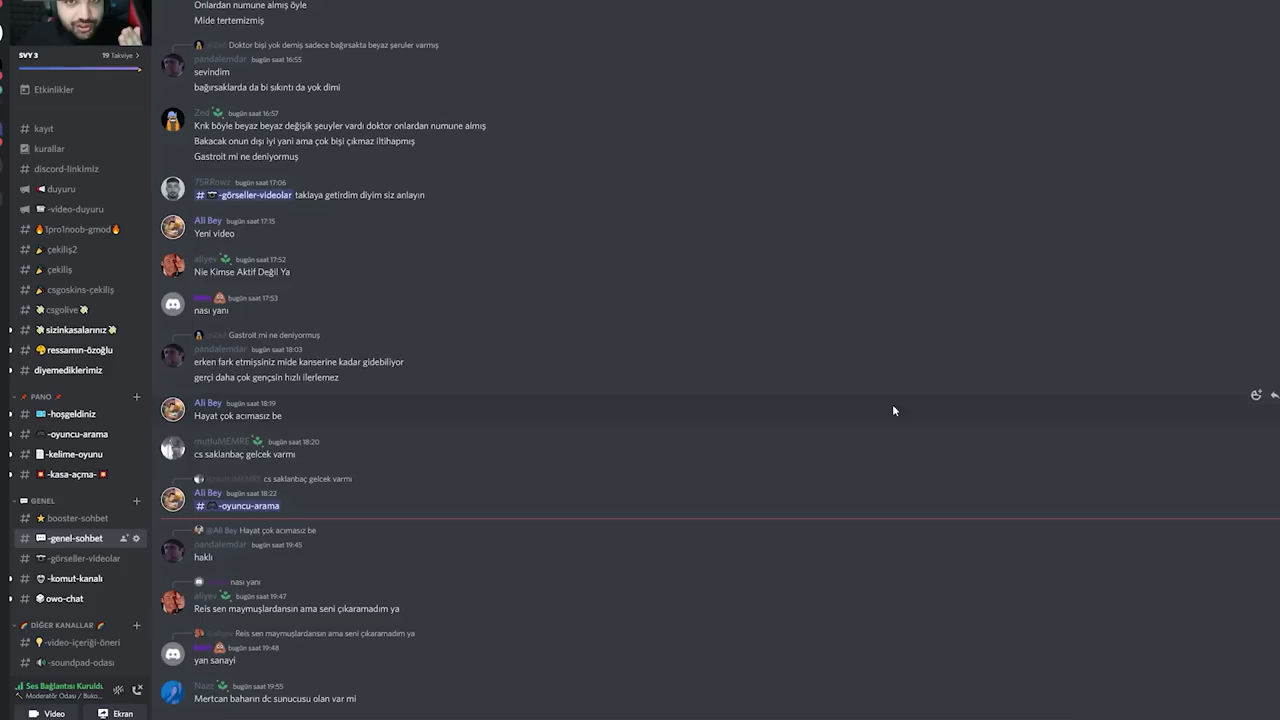 SVY 3
19 Takviye
Etkinlikler
kayıt
kurallar
discord-linkimiz
duyuru
-video-duyuru
1pro1noob-gmod
çekiliş2
çekiliş
csgoskins-çekiliş
csgolive
sizinkasalarınız
ressamın-özoğlu
diyemediklerimiz
PANO
-hoşgeldiniz
-oyuncu-arama
-kelime-oyunu
-kasa-açma-
GENEL
booster-sohbet
-genel-sohbet
-görseller-videolar
-komut-kanalı
owo-chat
DİĞER KANALLAR
-video-içeriği-öneri
-soundpad-odası
Ses Bağlantısı Kuruldu
Moderatör Odası / Buko...
Video
Ekran
Onlardan numune almış öyle
Mide tertemizmiş
Doktor bişi yok demiş sadece bağırsakta beyaz şeruler varmış
pandalemdar bugün saat 16:55
sevindim
bağırsaklarda da bi sıkıntı da yok dimi
Zed bugün saat 16:57
Knk böyle beyaz beyaz değişik şeuyler vardı doktor onlardan numune almış
Bakacak onun dışı iyi yani ama çok bişi çıkmaz iltihapmış
Gastroit mi ne deniyormuş
75RRowz bugün saat 17:06
# -görseller-videolar taklaya getirdim diyim siz anlayın
Ali Bey bugün saat 17:15
Yeni video
aliyev bugün saat 17:52
Nie Kimse Aktif Değil Ya
bugün saat 17:53
nası yanı
Gastroit mi ne deniyormuş
pandalemdar bugün saat 18:03
erken fark etmişsiniz mide kanserine kadar gidebiliyor
gerçi daha çok gençsin hızlı ilerlemez
Ali Bey bugün saat 18:19
Hayat çok acımasız be
mutluMEMRE bugün saat 18:20
cs saklanbaç gelcek varmı
cs saklanbaç gelcek varmı
Ali Bey bugün saat 18:22
# -oyuncu-arama
@Ali Bey Hayat çok acımasız be
pandalemdar bugün saat 19:45
haklı
nası yanı
aliyev bugün saat 19:47
Reis sen maymuşlardansın ama seni çıkaramadım ya
Reis sen maymuşlardansın ama seni çıkaramadım ya
bugün saat 19:48
yan sanayi
Nazz bugün saat 19:55
Mertcan baharın dc sunucusu olan var mi